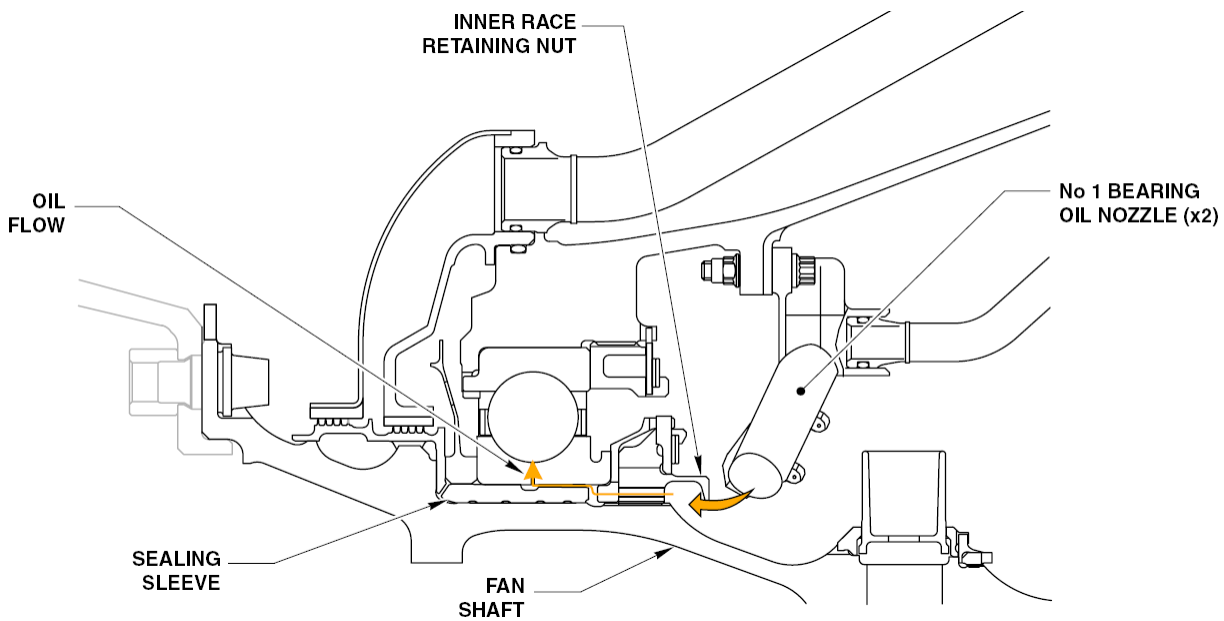 INNER RACE
RETAINING NUT
OIL
FLOW
No 1 BEARING
OIL NOZZLE (x2)
SEALING
SLEEVE
FAN
SHAFT